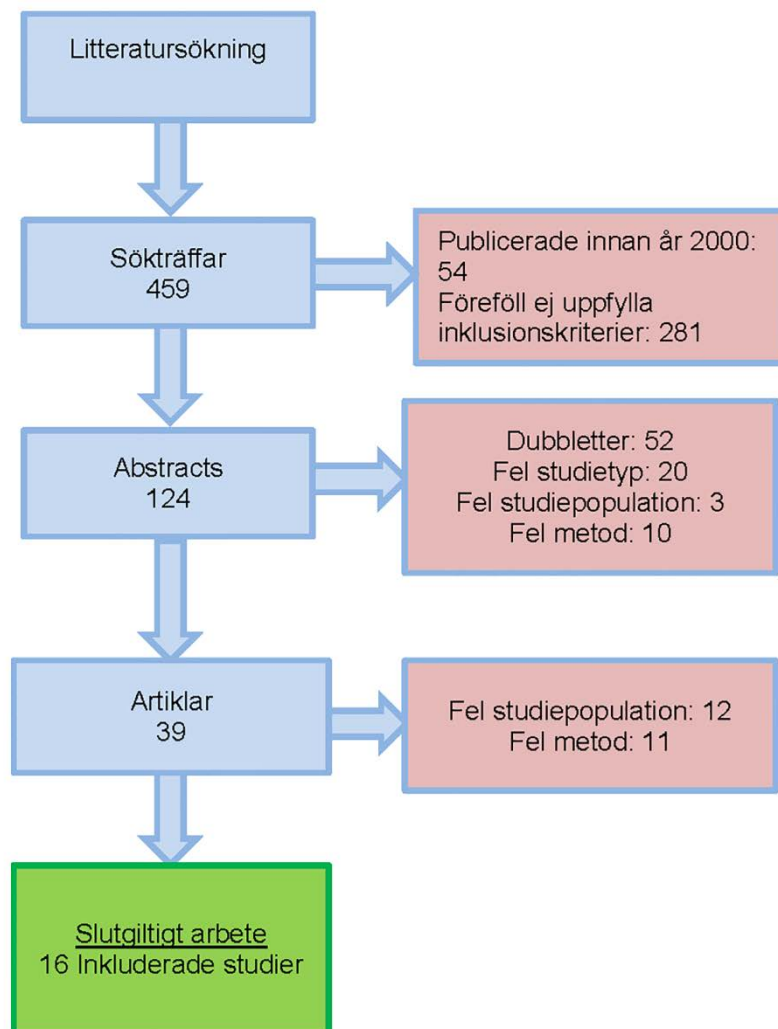 Litteratursökning
Sökträffar
459
Publicerade innan år 2000:
54
Föreföll ej uppfylla
inklusionskriterier: 281
Abstracts
124
Dubbletter: 52
Fel studietyp: 20
Fel studiepopulation: 3
Fel metod: 10
Artiklar
39
Fel studiepopulation: 12
Fel metod: 11
Slutgiltigt arbete
16 Inkluderade studier